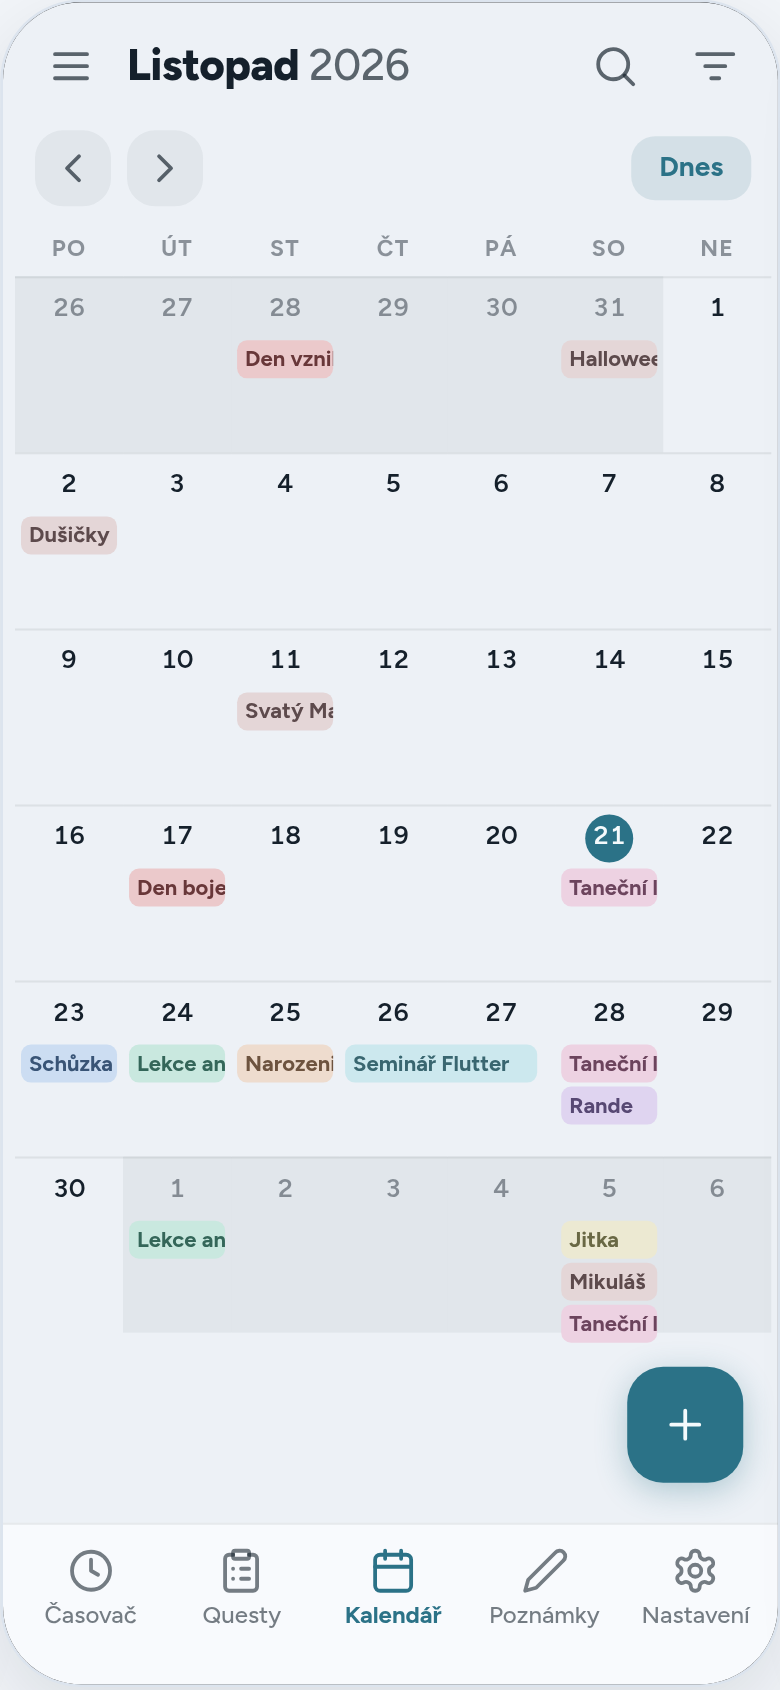 Listopad 2026
Dnes
PO ÚT ST ČT PÁ SO NE
26 27 28 29 30 31 1
Den vzni Hallowee
2 3 4 5 6 7 8
Dušičky
9 10 11 12 13 14 15
Svatý Ma
16 17 18 19 20 21 22
Den boje Taneční l
23 24 25 26 27 28 29
Schůzka Lekce an Narozeni Seminář Flutter Taneční l
Rande
30 1 2 3 4 5 6
Lekce an Jitka
Mikuláš
Taneční l
Časovač Questy Kalendář Poznámky Nastavení